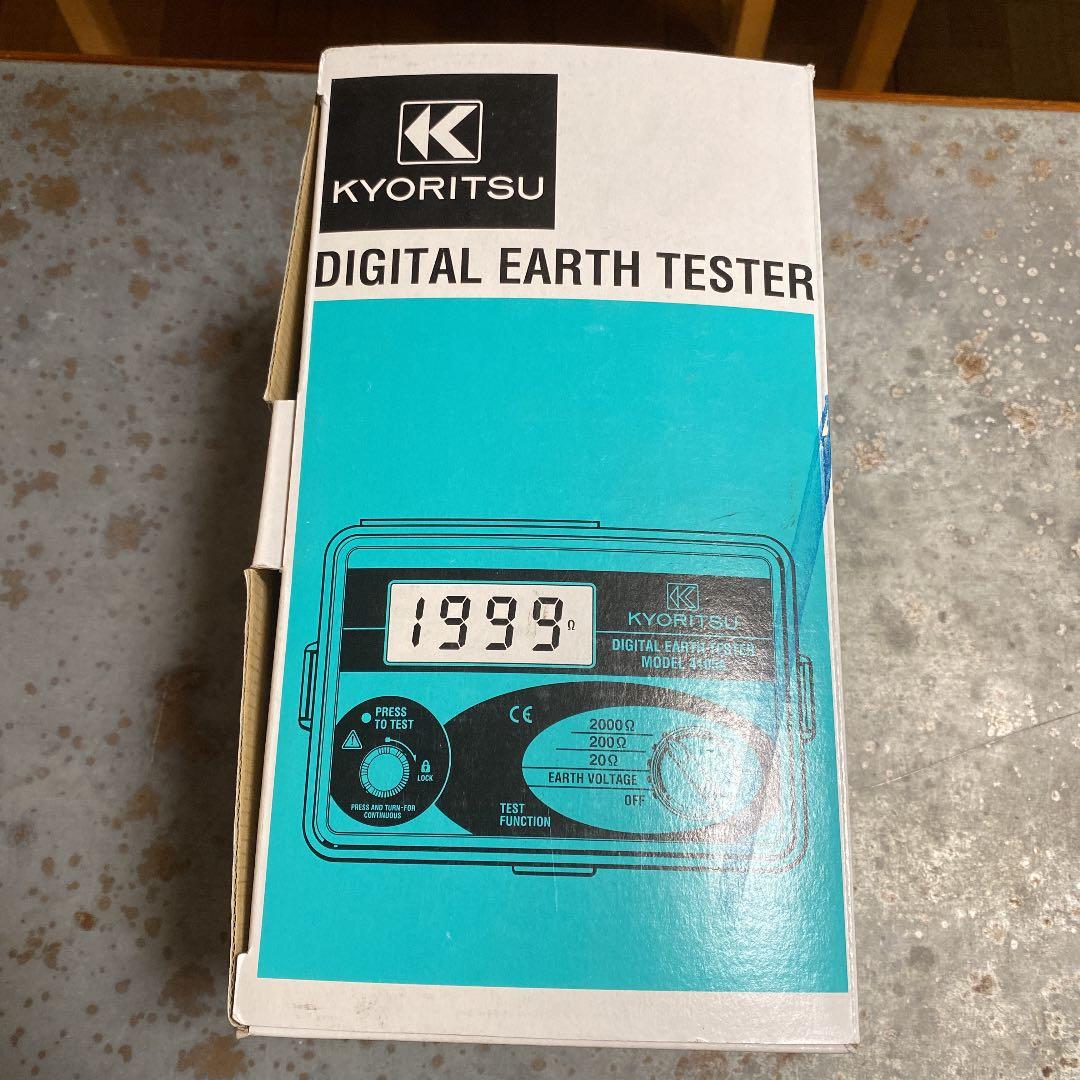 KYORITSU
DIGITAL EARTH TESTER
1999Ω
KYORITSU
DIGITAL EARTH TESTER
MODEL
PRESS
TO TEST
LOCK
PRESS AND TURN-FOR
CONTINUOUS
CE
2000Ω
200Ω
20Ω
EARTH VOLTAGE
OFF
TEST
FUNCTION